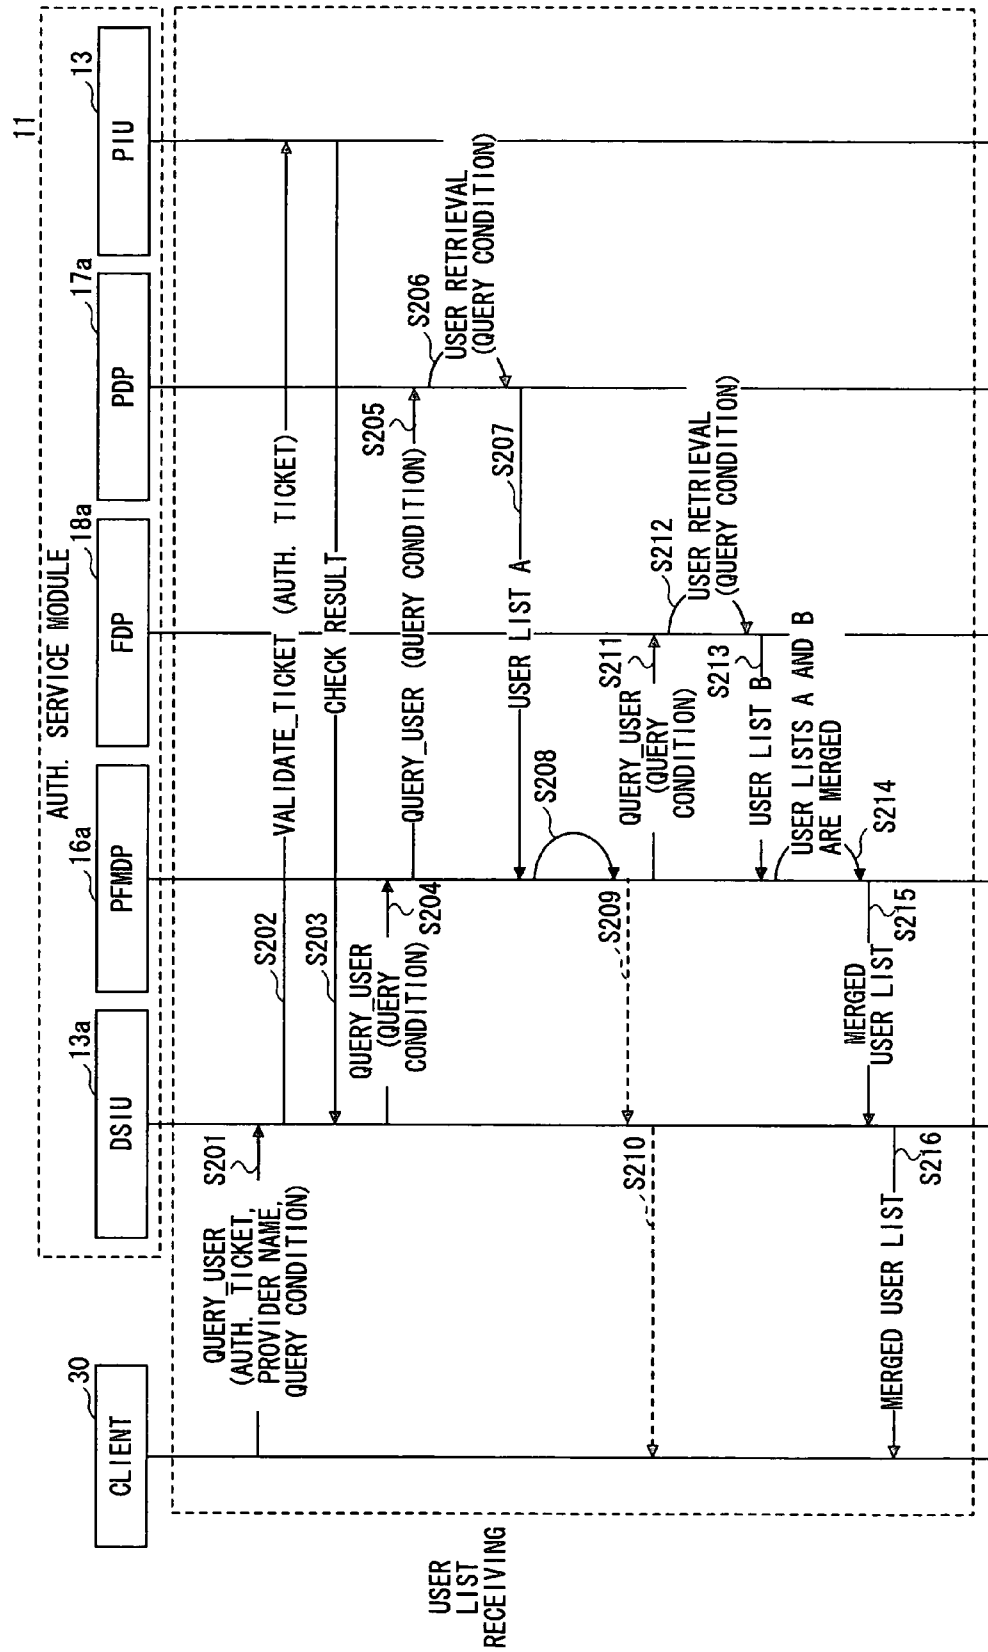 11
AUTH. SERVICE MODULE
30
CLIENT
13a
DSIU
16a
PFMDP
18a
FDP
17a
PDP
13
PIU
USER
LIST
RECEIVING
QUERY_USER
(AUTH. TICKET,
PROVIDER NAME,
QUERY CONDITION)
S201
S202
VALIDATE_TICKET (AUTH. TICKET)
S203
CHECK RESULT
QUERY_USER
(QUERY
CONDITION)
S204
QUERY_USER (QUERY CONDITION)
S205
S206
USER RETRIEVAL
(QUERY CONDITION)
USER LIST A
S207
S208
S209
S210
QUERY_USER
(QUERY
CONDITION)
S211
S212
USER RETRIEVAL
(QUERY CONDITION)
USER LIST B
S213
USER LISTS A AND B
ARE MERGED
S214
MERGED
USER LIST
S215
MERGED USER LIST
S216